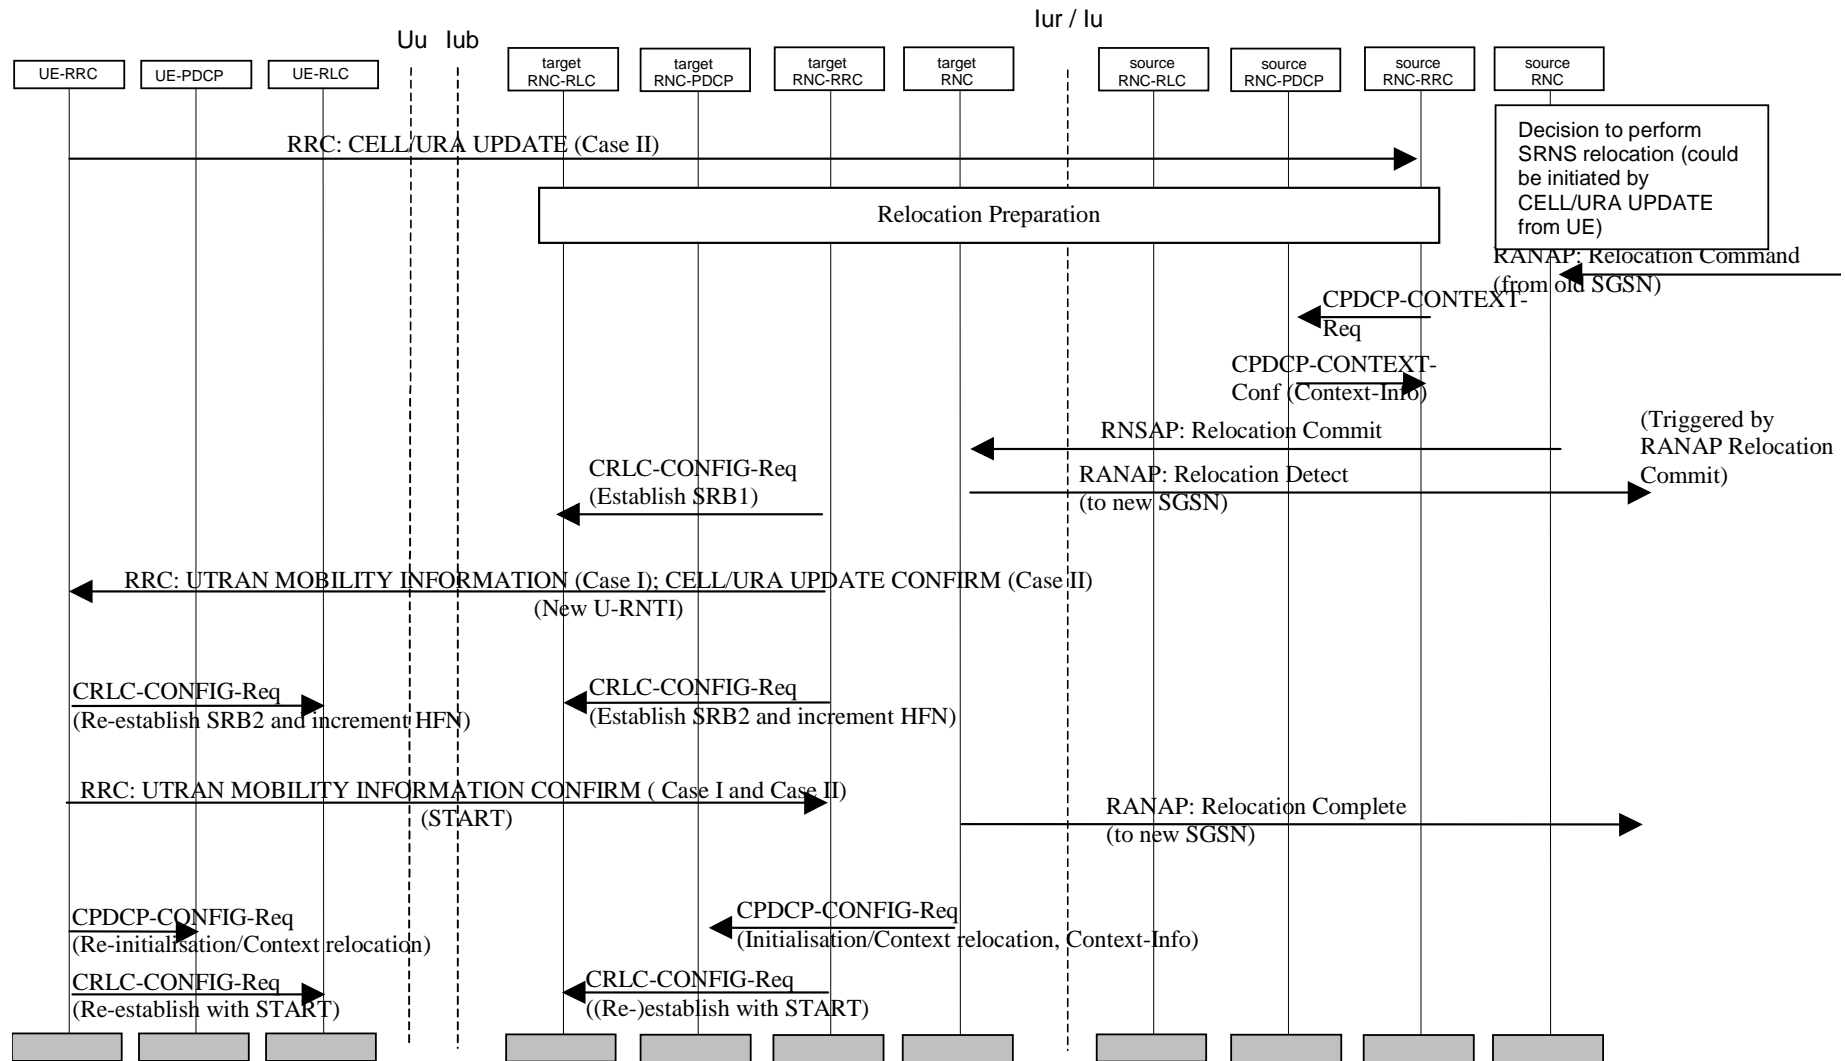 Iur / Iu
Uu Iub
UE-RRC
UE-PDCP
UE-RLC
target
RNC-RLC
target
RNC-PDCP
target
RNC-RRC
target
RNC
source
RNC-RLC
source
RNC-PDCP
source
RNC-RRC
source
RNC
RRC: CELL/URA UPDATE (Case II)
Decision to perform
SRNS relocation (could
be initiated by
CELL/URA UPDATE
from UE)
Relocation Preparation
RANAP: Relocation Command
(from old SGSN)
CPDCP-CONTEXT-
Req
CPDCP-CONTEXT-
Conf (Context-Info)
RNSAP: Relocation Commit
(Triggered by
RANAP Relocation
Commit)
CRLC-CONFIG-Req
(Establish SRB1)
RANAP: Relocation Detect
(to new SGSN)
RRC: UTRAN MOBILITY INFORMATION (Case I); CELL/URA UPDATE CONFIRM (Case II)
(New U-RNTI)
CRLC-CONFIG-Req
(Re-establish SRB2 and increment HFN)
CRLC-CONFIG-Req
(Establish SRB2 and increment HFN)
RRC: UTRAN MOBILITY INFORMATION CONFIRM ( Case I and Case II)
(START)
RANAP: Relocation Complete
(to new SGSN)
CPDCP-CONFIG-Req
(Re-initialisation/Context relocation)
CPDCP-CONFIG-Req
(Initialisation/Context relocation, Context-Info)
CRLC-CONFIG-Req
(Re-establish with START)
CRLC-CONFIG-Req
((Re-)establish with START)